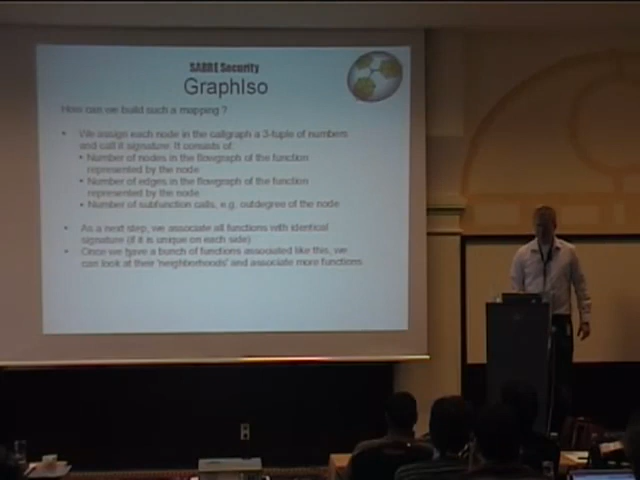 SABRE Security
GraphIso
How can we build such a mapping ?
• We assign each node in the callgraph a 3-tuple of numbers
and call it signature. It consists of:
• Number of nodes in the flowgraph of the function
represented by the node
• Number of edges in the flowgraph of the function
represented by the node
• Number of subfunction calls, e.g. outdegree of the node
• As a next step, we associate all functions with identical
signature (if it is unique on each side)
• Once we have a bunch of functions associated like this, we
can look at their 'neighborhoods' and associate more functions